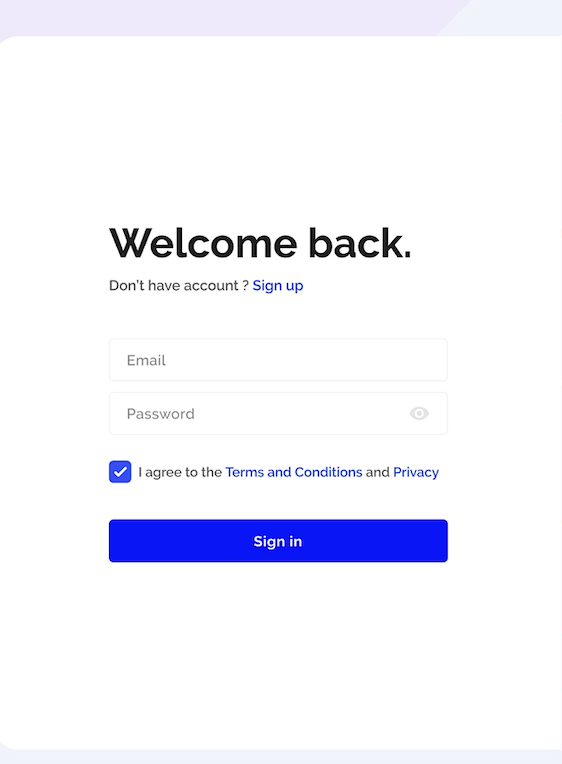 Welcome back.
Don't have account ? Sign up
Email
Password
I agree to the Terms and Conditions and Privacy
Sign in